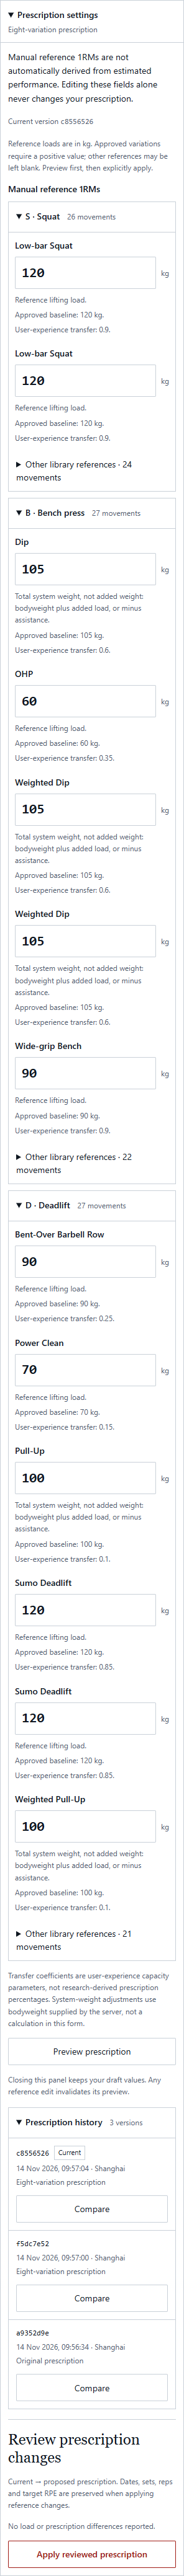 ▼ Prescription settings
Eight-variation prescription
Manual reference 1RMs are not
automatically derived from estimated
performance. Editing these fields alone
never changes your prescription.
Current version c8556526
Reference loads are in kg. Approved variations
require a positive value; other references may be
left blank. Preview first, then explicitly apply.
Manual reference 1RMs
▼ S · Squat 26 movements
Low-bar Squat
120 kg
Reference lifting load.
Approved baseline: 120 kg.
User-experience transfer: 0.9.
Low-bar Squat
120 kg
Reference lifting load.
Approved baseline: 120 kg.
User-experience transfer: 0.9.
▶ Other library references · 24
movements
▼ B · Bench press 27 movements
Dip
105 kg
Total system weight, not added weight:
bodyweight plus added load, or minus
assistance.
Approved baseline: 105 kg.
User-experience transfer: 0.6.
OHP
60 kg
Reference lifting load.
Approved baseline: 60 kg.
User-experience transfer: 0.35.
Weighted Dip
105 kg
Total system weight, not added weight:
bodyweight plus added load, or minus
assistance.
Approved baseline: 105 kg.
User-experience transfer: 0.6.
Weighted Dip
105 kg
Total system weight, not added weight:
bodyweight plus added load, or minus
assistance.
Approved baseline: 105 kg.
User-experience transfer: 0.6.
Wide-grip Bench
90 kg
Reference lifting load.
Approved baseline: 90 kg.
User-experience transfer: 0.9.
▶ Other library references · 22
movements
▼ D · Deadlift 27 movements
Bent-Over Barbell Row
90 kg
Reference lifting load.
Approved baseline: 90 kg.
User-experience transfer: 0.25.
Power Clean
70 kg
Reference lifting load.
Approved baseline: 70 kg.
User-experience transfer: 0.15.
Pull-Up
100 kg
Total system weight, not added weight:
bodyweight plus added load, or minus
assistance.
Approved baseline: 100 kg.
User-experience transfer: 0.1.
Sumo Deadlift
120 kg
Reference lifting load.
Approved baseline: 120 kg.
User-experience transfer: 0.85.
Sumo Deadlift
120 kg
Reference lifting load.
Approved baseline: 120 kg.
User-experience transfer: 0.85.
Weighted Pull-Up
100 kg
Total system weight, not added weight:
bodyweight plus added load, or minus
assistance.
Approved baseline: 100 kg.
User-experience transfer: 0.1.
▶ Other library references · 21
movements
Transfer coefficients are user-experience capacity
parameters, not research-derived prescription
percentages. System-weight adjustments use
bodyweight supplied by the server, not a
calculation in this form.
Preview prescription
Closing this panel keeps your draft values. Any
reference edit invalidates its preview.
▼ Prescription history 3 versions
c8556526 Current
14 Nov 2026, 09:57:04 · Shanghai
Eight-variation prescription
Compare
f5dc7e52
14 Nov 2026, 09:57:00 · Shanghai
Eight-variation prescription
Compare
a9352d9e
14 Nov 2026, 09:56:34 · Shanghai
Original prescription
Compare
Review prescription
changes
Current → proposed prescription. Dates, sets, reps
and target RPE are preserved when applying
reference changes.
No load or prescription differences reported.
Apply reviewed prescription